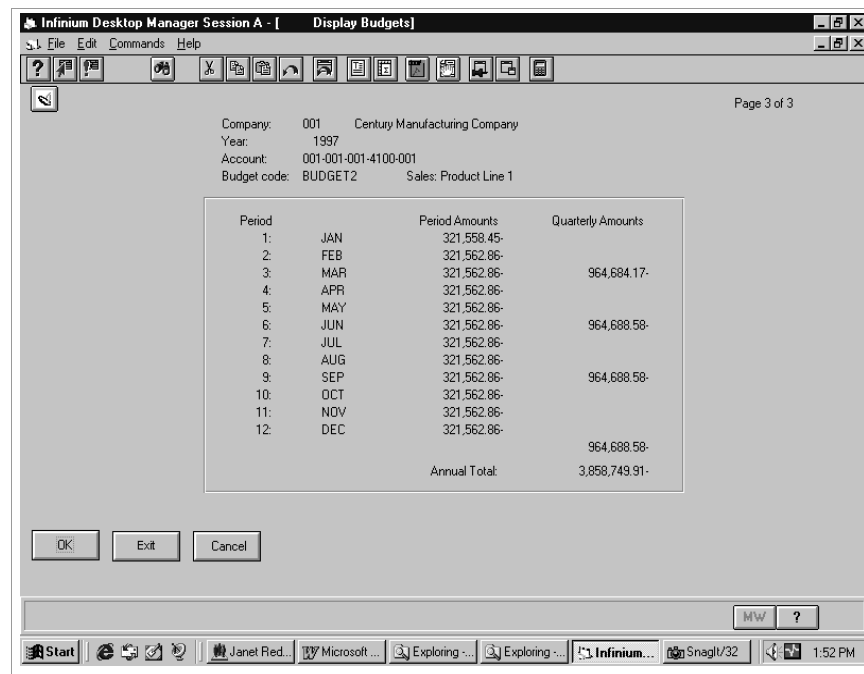 Infinium Desktop Manager Session A - [ Display Budgets]
File Edit Commands Help
Page 3 of 3
Company: 001 Century Manufacturing Company
Year: 1997
Account: 001-001-001-4100-001
Budget code: BUDGET2 Sales: Product Line 1
Period Period Amounts Quarterly Amounts
1: JAN 321,558.45-
2: FEB 321,562.86-
3: MAR 321,562.86- 964,684.17-
4: APR 321,562.86-
5: MAY 321,562.86-
6: JUN 321,562.86- 964,688.58-
7: JUL 321,562.86-
8: AUG 321,562.86-
9: SEP 321,562.86- 964,688.58-
10: OCT 321,562.86-
11: NOV 321,562.86-
12: DEC 321,562.86-
964,688.58-
Annual Total: 3,858,749.91-
OK Exit Cancel
MW ?
Start Janet Red... Microsoft ... Exploring -... Exploring -... Infinium... SnagIt/32 1:52 PM